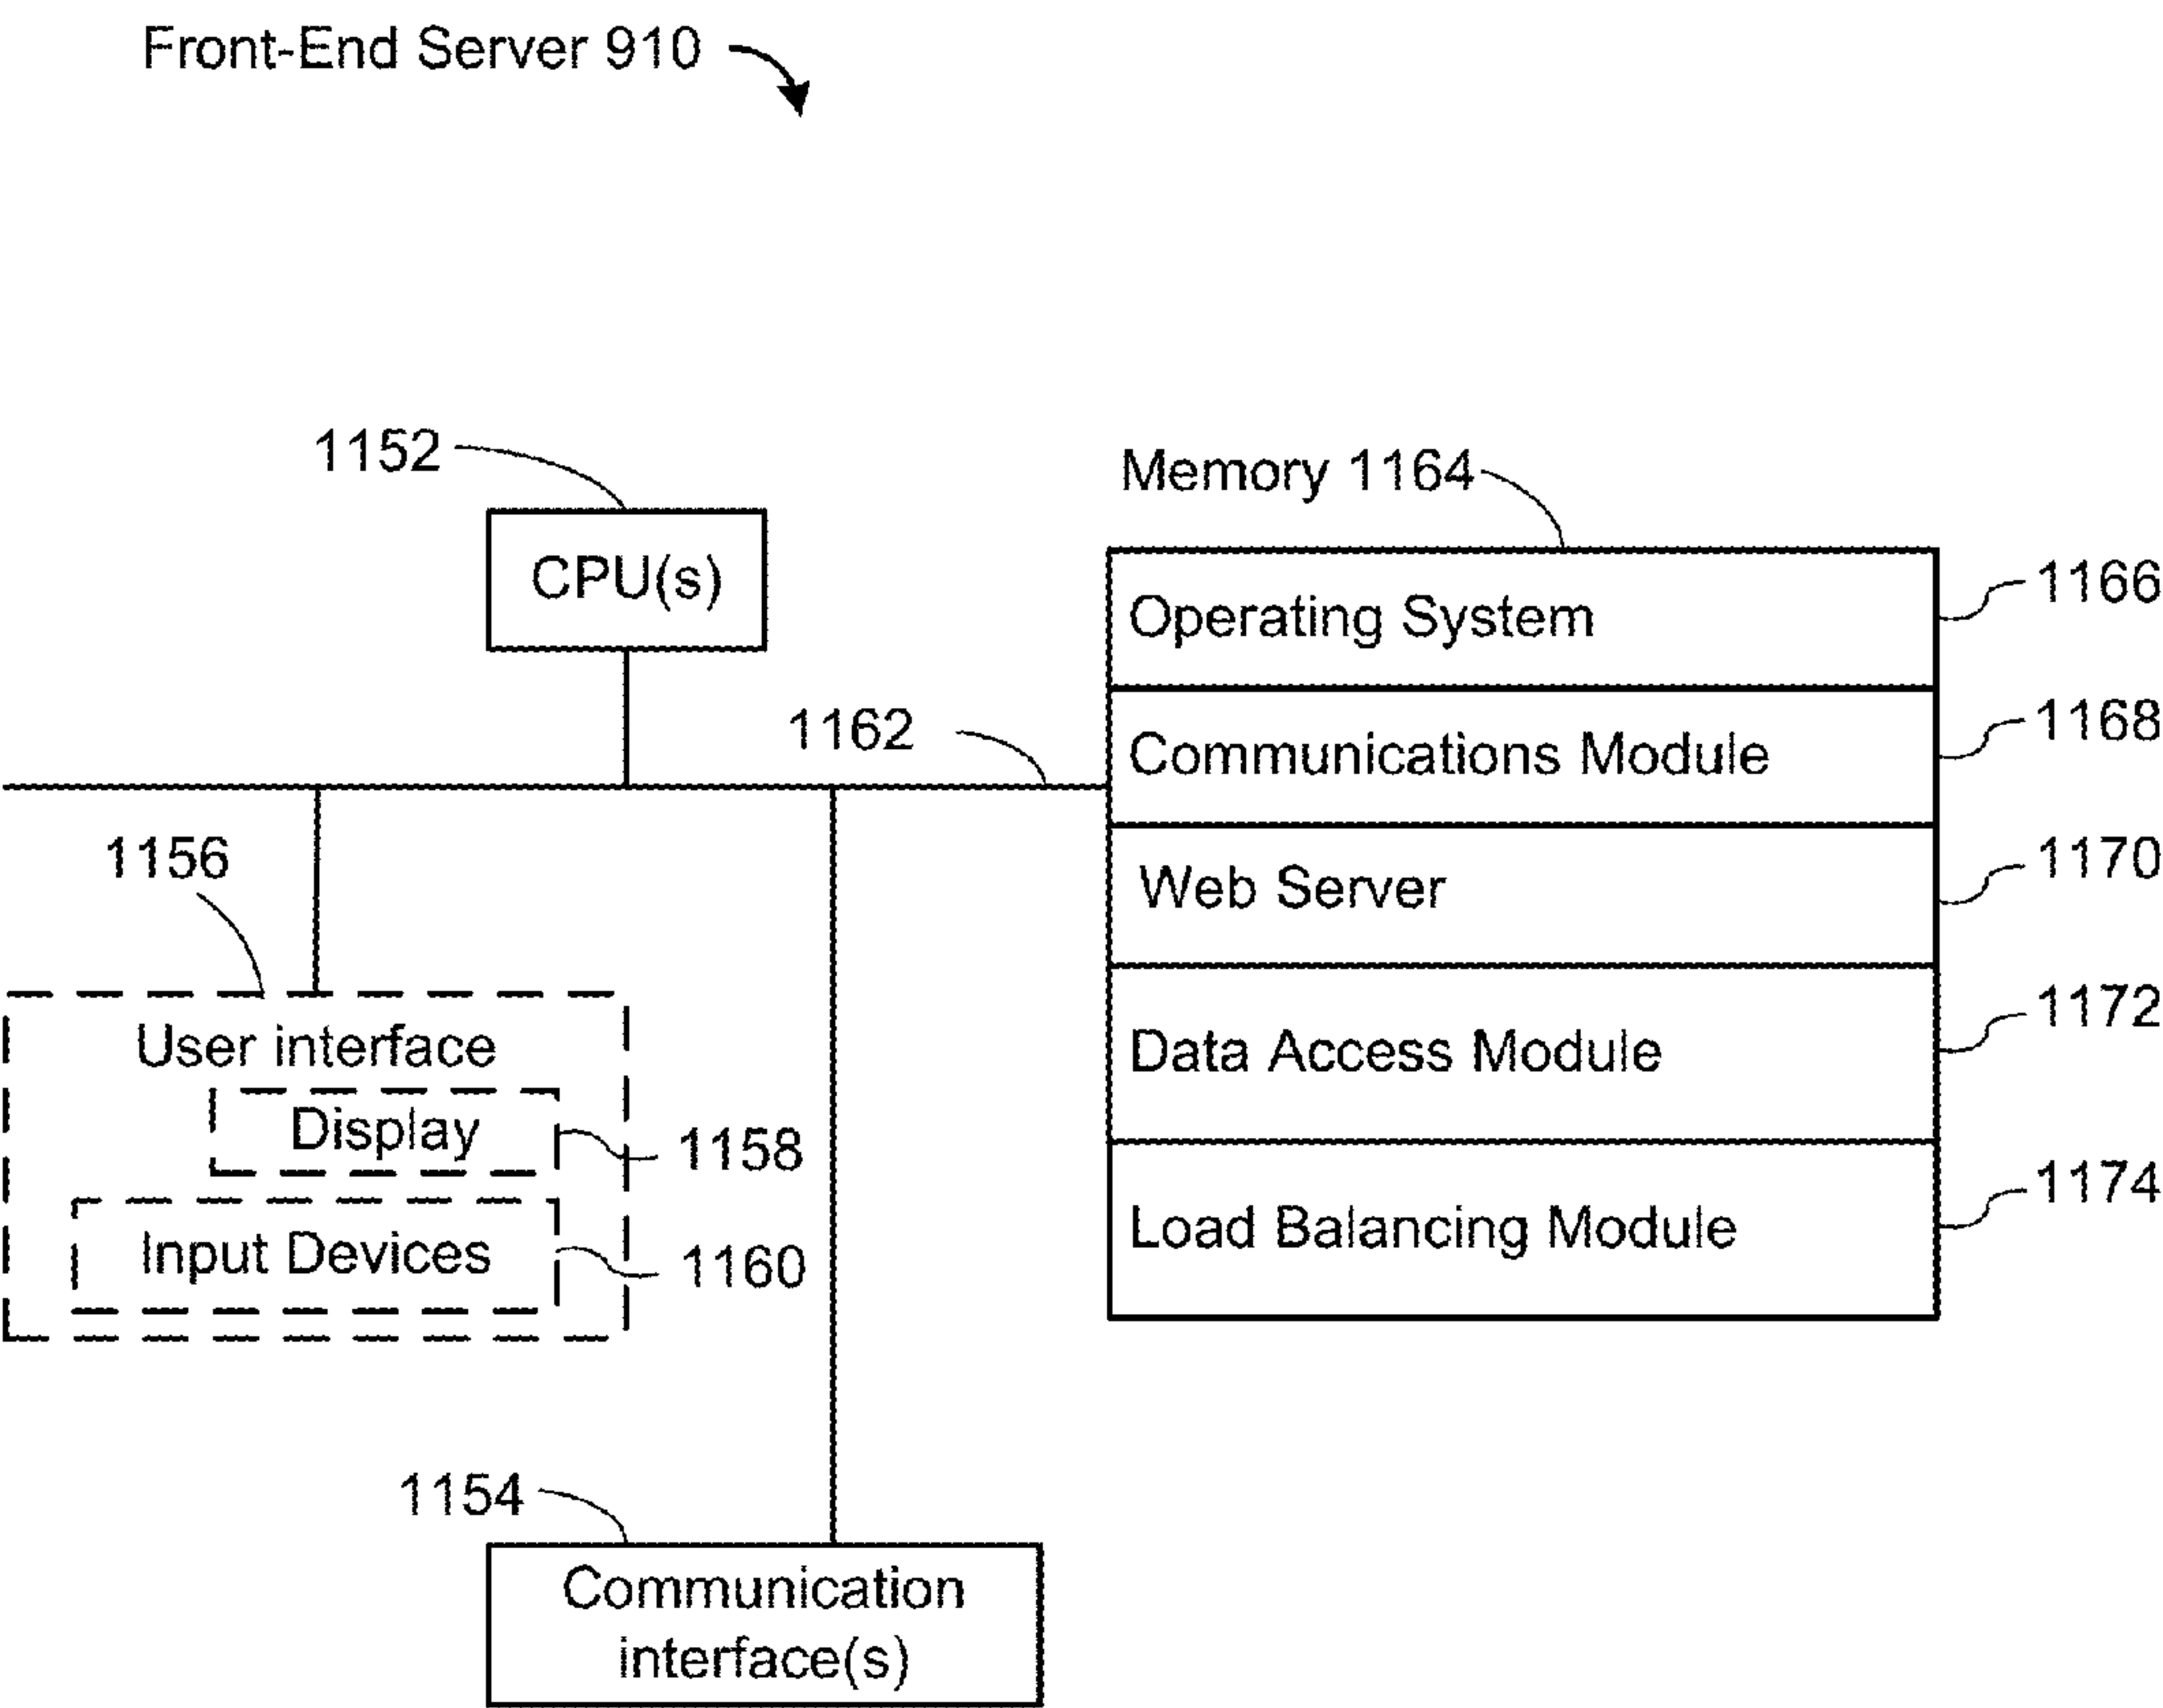 Front-End Server 910
1152
CPU(s)
Memory 1164
Operating System
1166
Communications Module
1168
1162
Web Server
1170
Data Access Module
1172
Load Balancing Module
1174
1156
User interface
Display
1158
Input Devices
1160
1154
Communication
interface(s)